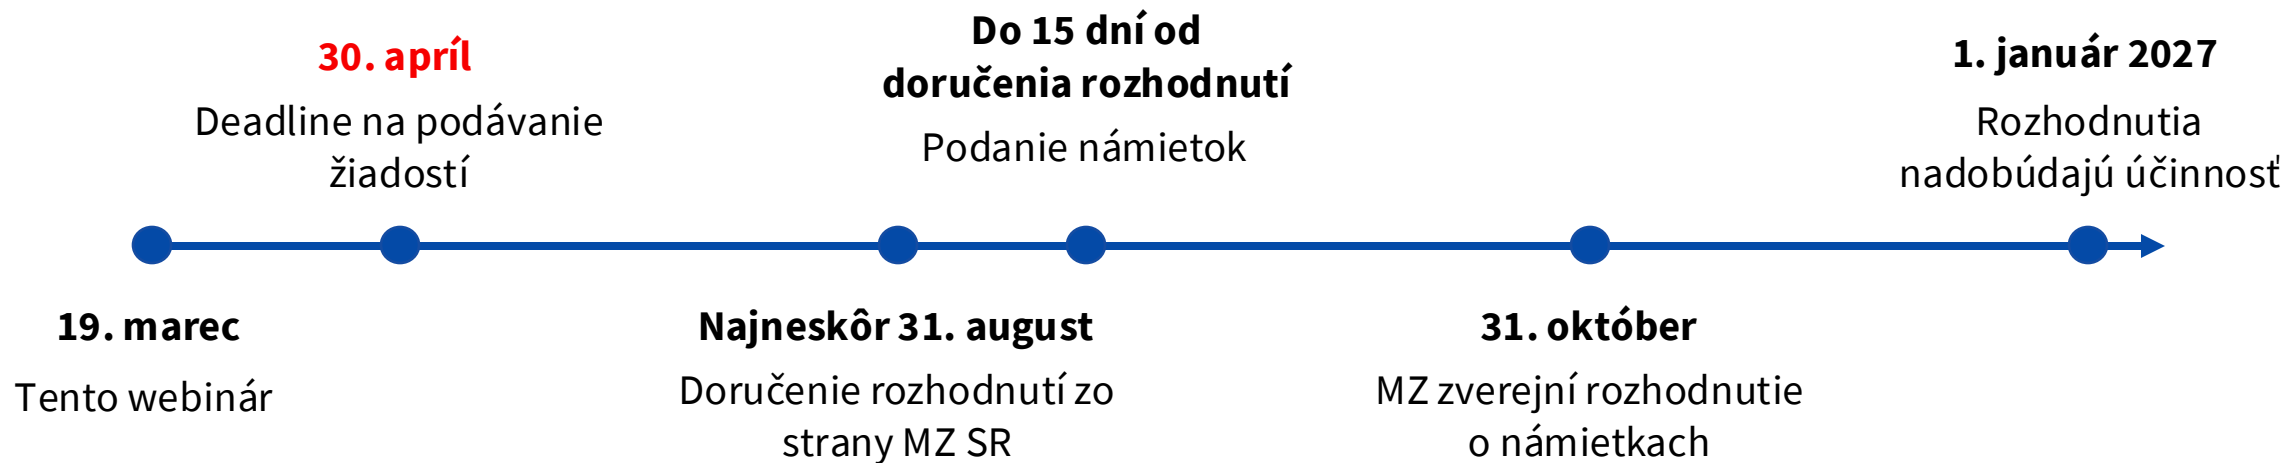 19. marec
Tento webinár
30. apríl
Deadline na podávanie
žiadostí
Najneskôr 31. august
Doručenie rozhodnutí zo
strany MZ SR
Do 15 dní od
doručenia rozhodnutí
Podanie námietok
31. október
MZ zverejní rozhodnutie
o námietkach
1. január 2027
Rozhodnutia
nadobúdajú účinnosť